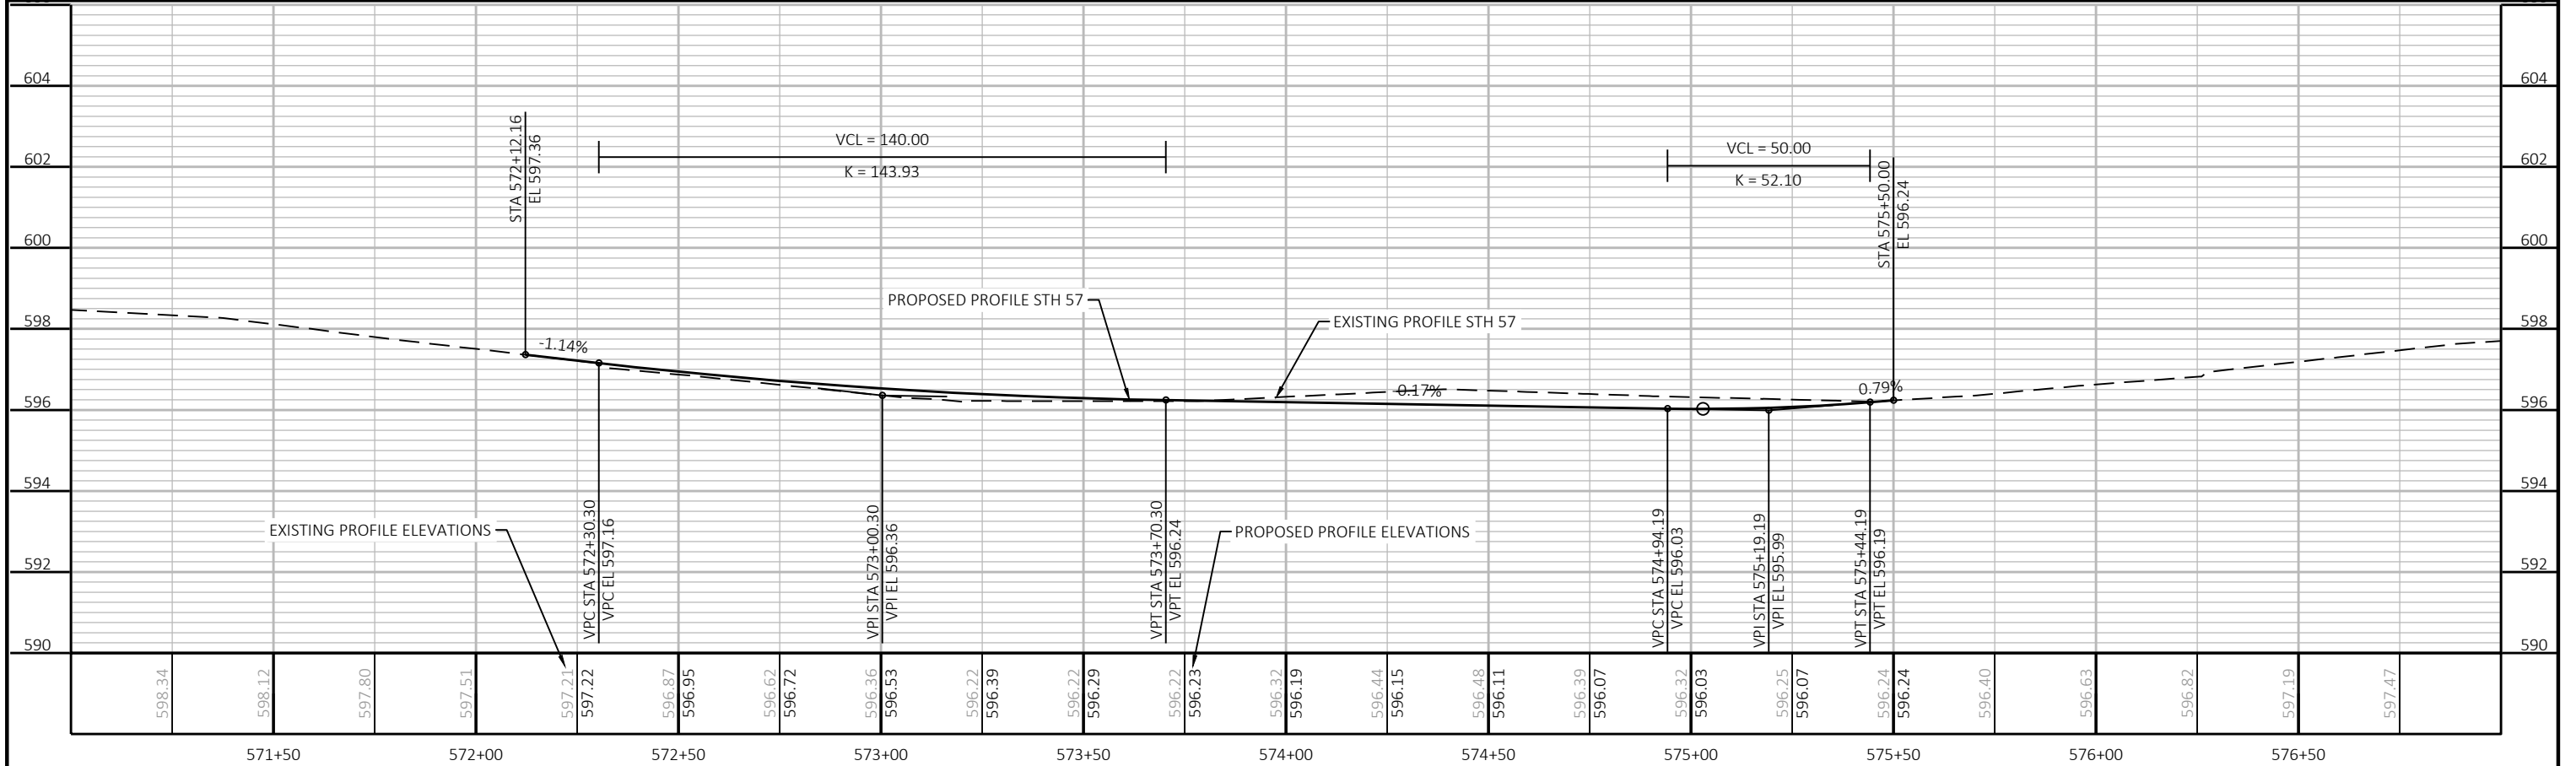 604
604
602
602
600
600
598
598
596
596
594
594
592
592
590
590
STA 572+12.16
EL 597.36
VCL = 140.00
K = 143.93
VCL = 50.00
K = 52.10
STA 575+50.00
EL 596.24
PROPOSED PROFILE STH 57
EXISTING PROFILE STH 57
-1.14%
-0.17%
0.79%
EXISTING PROFILE ELEVATIONS
PROPOSED PROFILE ELEVATIONS
VPC STA 572+30.30
VPC EL 597.16
VPI STA 573+00.30
VPI EL 596.36
VPT STA 573+70.30
VPT EL 596.24
VPC STA 574+94.19
VPC EL 596.03
VPI STA 575+19.19
VPI EL 595.99
VPT STA 575+44.19
VPT EL 596.19
598.34
598.12
597.80
597.51
597.21
597.22
596.87
596.95
596.62
596.72
596.36
596.53
596.22
596.39
596.22
596.29
596.22
596.23
596.32
596.19
596.44
596.15
596.48
596.11
596.39
596.07
596.32
596.03
596.25
596.07
596.24
596.24
596.40
596.63
596.82
597.19
597.47
571+50
572+00
572+50
573+00
573+50
574+00
574+50
575+00
575+50
576+00
576+50